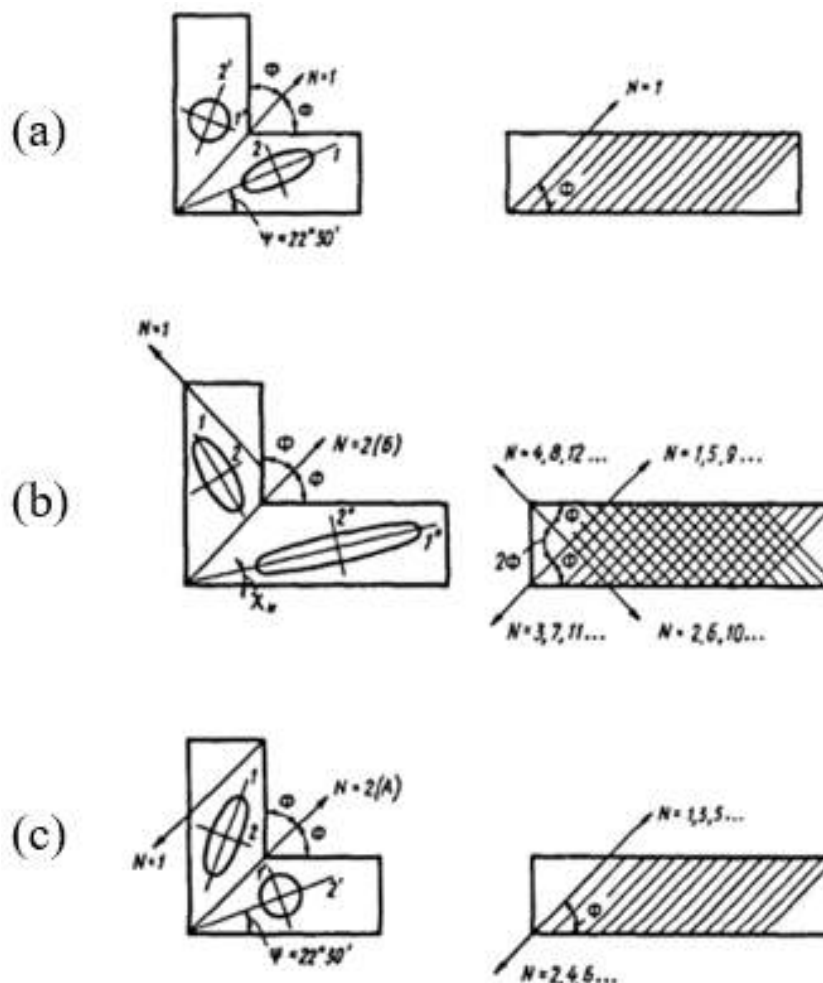 (a)
2'
1'
Ф
N=1
Ф
2
1
Ψ=22°30'
N=1
Ф
(b)
N=1
1
2
Ф
N=2(Б)
Ф
2"
1"
N=4,8,12...
N=1,5,9...
Ф
2Ф
Ф
N=3,7,11...
N=2,6,10...
(c)
1
2
N=1
Ф
N=2(А)
Ф
1'
2'
Ψ=22°30'
N=1,3,5...
Ф
N=2,4,6...